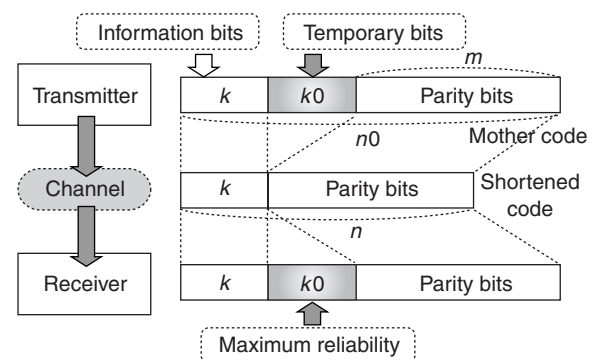 Information bits
Temporary bits
m
Transmitter
k
k0
Parity bits
n0
Mother code
Channel
k
Parity bits
Shortened
code
n
Receiver
k
k0
Parity bits
Maximum reliability